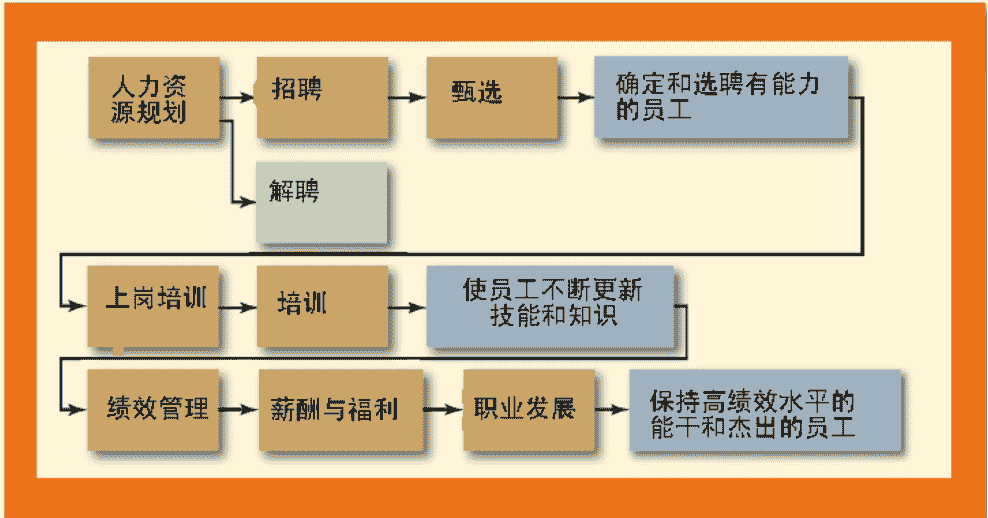 人力资
源规划
招聘
甄选
确定和选聘有能力
的员工
解聘
上岗培训
培训
使员工不断更新
技能和知识
绩效管理
薪酬与福利
职业发展
保持高绩效水平的
能干和杰出的员工